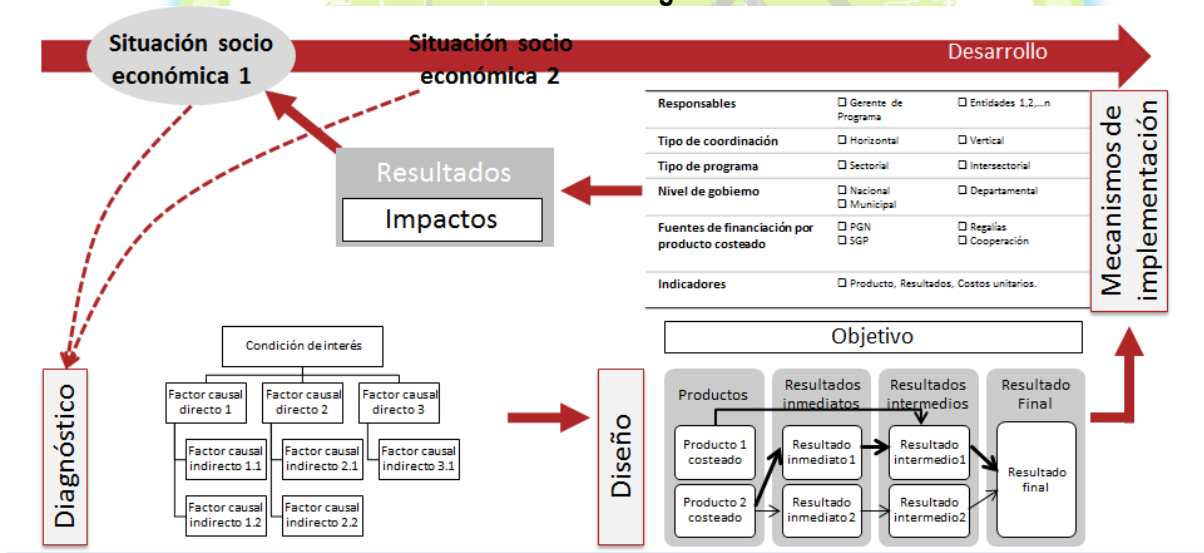 Situación socio
económica 1
Situación socio
económica 2
Desarrollo
Resultados
Impactos
Responsables
☐ Gerente de
Programa
☐ Entidades 1,2,...n
Tipo de coordinación
☐ Horizontal
☐ Vertical
Tipo de programa
☐ Sectorial
☐ Intersectorial
Nivel de gobierno
☐ Nacional
☐ Municipal
☐ Departamental
Fuentes de financiación por
producto costeado
☐ PGN
☐ SGP
☐ Regalías
☐ Cooperación
Indicadores
☐ Producto, Resultados, Costos unitarios.
Mecanismos de
implementación
Diagnóstico
Condición de interés
Factor causal
directo 1
Factor causal
directo 2
Factor causal
directo 3
Factor causal
indirecto 1.1
Factor causal
indirecto 2.1
Factor causal
indirecto 3.1
Factor causal
indirecto 1.2
Factor causal
indirecto 2.2
Diseño
Objetivo
Productos
Resultados
inmediatos
Resultados
intermedios
Resultado
Final
Producto 1
costeado
Resultado
inmediato1
Resultado
intermedio1
Resultado
final
Producto 2
costeado
Resultado
inmediato2
Resultado
intermedio2